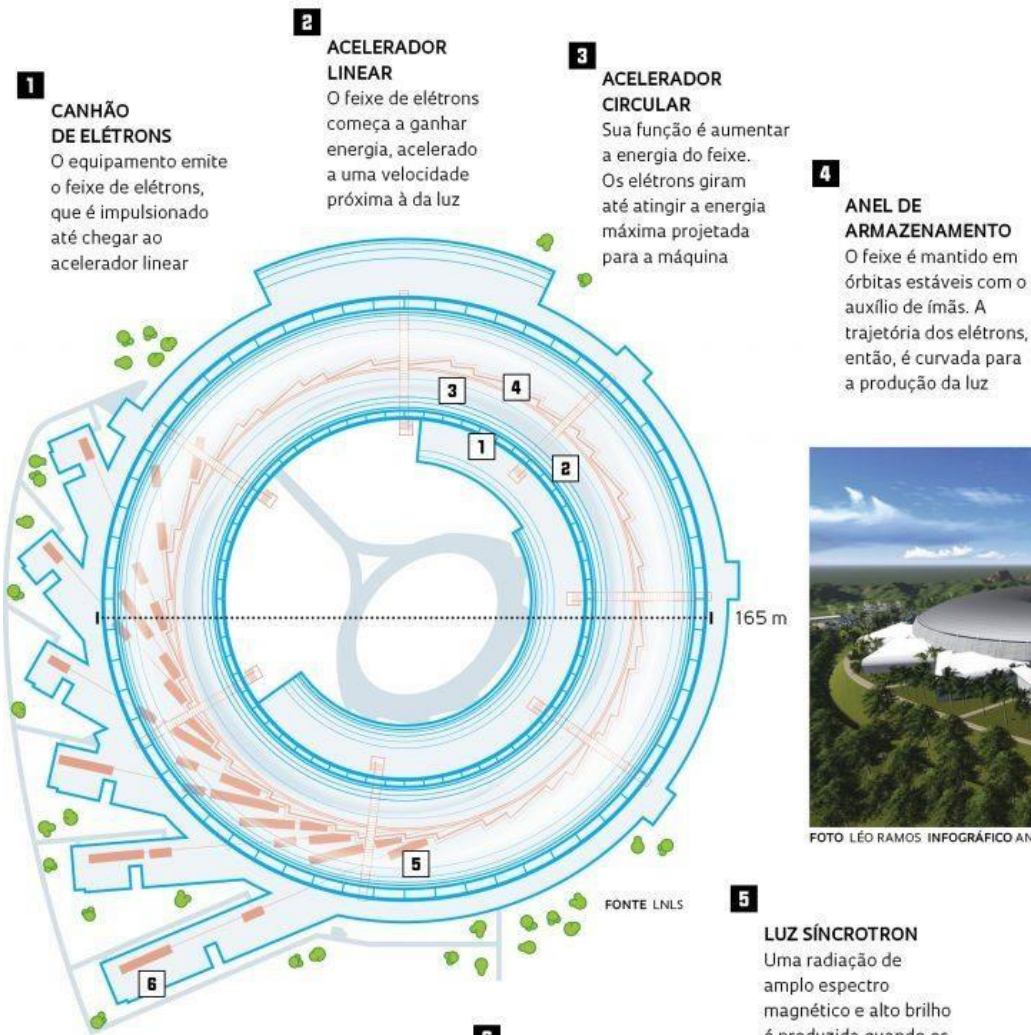 1
CANHÃO
DE ELÉTRONS
O equipamento emite
o feixe de elétrons,
que é impulsionado
até chegar ao
acelerador linear
2
ACELERADOR
LINEAR
O feixe de elétrons
começa a ganhar
energia, acelerado
a uma velocidade
próxima à da luz
3
ACELERADOR
CIRCULAR
Sua função é aumentar
a energia do feixe.
Os elétrons giram
até atingir a energia
máxima projetada
para a máquina
4
ANEL DE
ARMAZENAMENTO
O feixe é mantido em
órbitas estáveis com o
auxílio de ímãs. A
trajetória dos elétrons,
então, é curvada para
a produção da luz
3
4
1
2
165 m
5
6
FONTE LNLS
FOTO LÉO RAMOS INFOGRÁFICO AN
5
LUZ SÍNCROTRON
Uma radiação de
amplo espectro
magnético e alto brilho
é produzida quando os